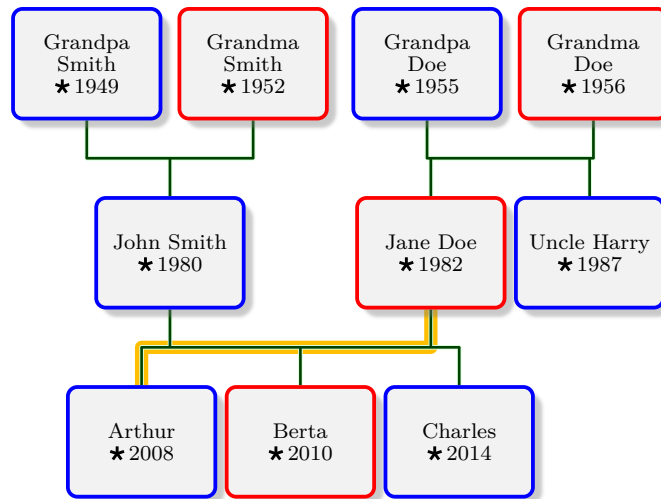 Grandpa
Smith
★ 1949
Grandma
Smith
★ 1952
Grandpa
Doe
★ 1955
Grandma
Doe
★ 1956
John Smith
★ 1980
Jane Doe
★ 1982
Uncle Harry
★ 1987
Arthur
★ 2008
Berta
★ 2010
Charles
★ 2014